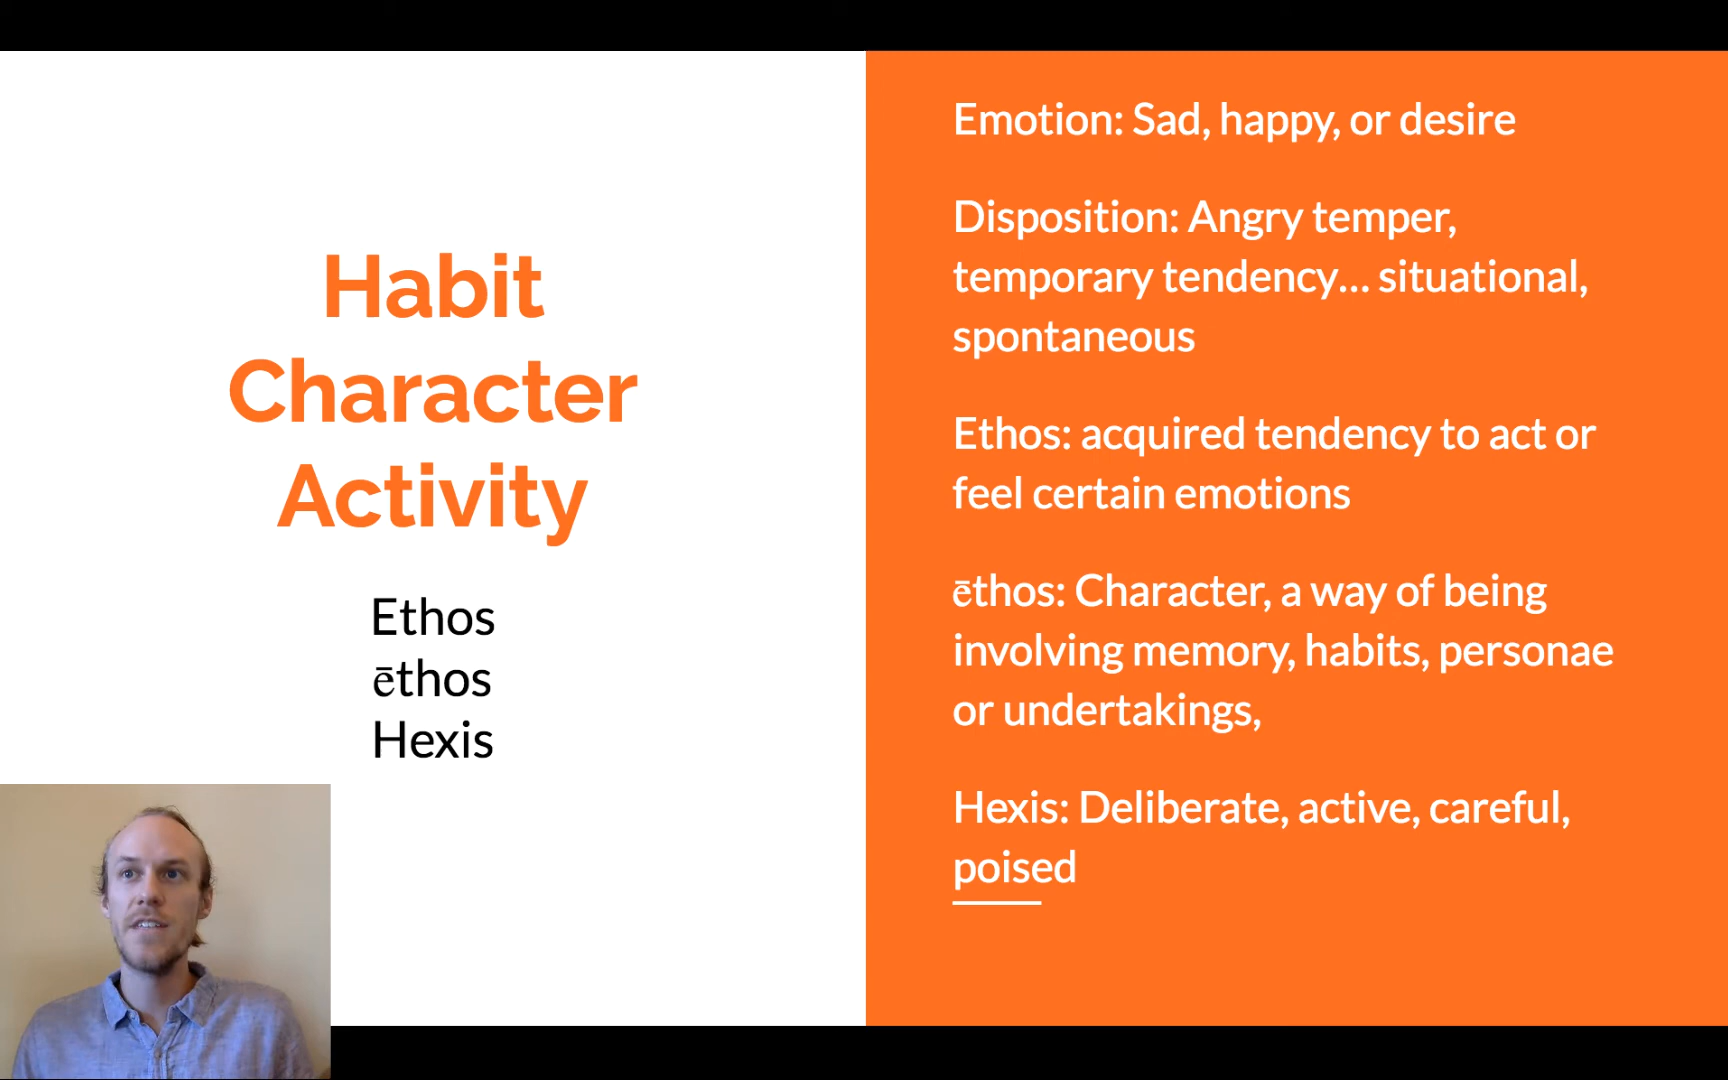 Habit
Character
Activity
Ethos
ēthos
Hexis
Emotion: Sad, happy, or desire
Disposition: Angry temper,
temporary tendency... situational,
spontaneous
Ethos: acquired tendency to act or
feel certain emotions
ēthos: Character, a way of being
involving memory, habits, personae
or undertakings,
Hexis: Deliberate, active, careful,
poised